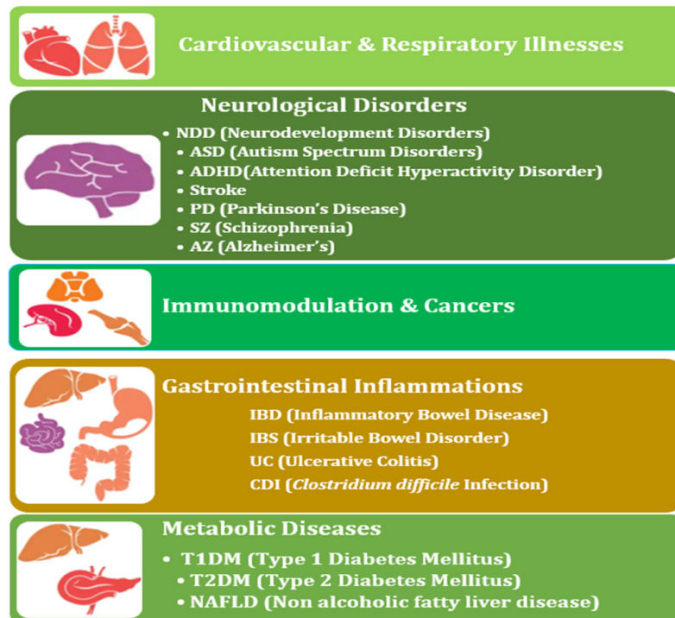 Cardiovascular & Respiratory Illnesses
Neurological Disorders
• NDD (Neurodevelopment Disorders)
• ASD (Autism Spectrum Disorders)
• ADHD(Attention Deficit Hyperactivity Disorder)
• Stroke
• PD (Parkinson's Disease)
• SZ (Schizophrenia)
• AZ (Alzheimer's)
Immunomodulation & Cancers
Gastrointestinal Inflammations
IBD (Inflammatory Bowel Disease)
IBS (Irritable Bowel Disorder)
UC (Ulcerative Colitis)
CDI (Clostridium difficile Infection)
Metabolic Diseases
• T1DM (Type 1 Diabetes Mellitus)
• T2DM (Type 2 Diabetes Mellitus)
• NAFLD (Non alcoholic fatty liver disease)